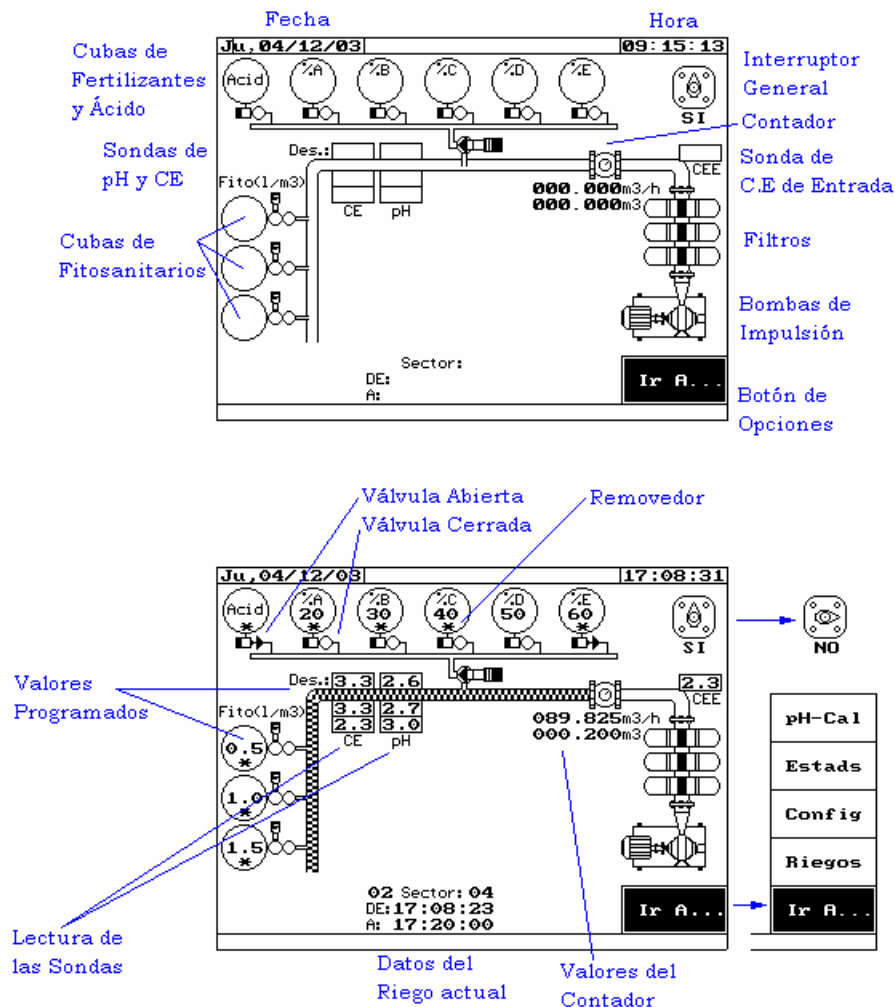 Fecha
Hora
Cubas de
Fertilizantes
y Ácido
Ju,04/12/03
09:15:13
Acid
%A
%B
%C
%D
%E
SI
Interruptor
General
Contador
Sondas de
pH y CE
Des.:
CE
pH
CEE
Sonda de
C.E de Entrada
Fito(l/m3)
000.000m3/h
000.000m3
Cubas de
Fitosanitarios
Filtros
Bombas de
Impulsión
Sector:
DE:
A:
Ir A...
Botón de
Opciones
Válvula Abierta
Válvula Cerrada
Removedor
Ju,04/12/03
17:08:31
Acid
*
%A
20
*
%B
30
*
%C
40
*
%D
50
%E
60
*
SI
NO
Valores
Programados
Des.:
3.3 2.6
3.3 2.7
2.3 3.0
CE
pH
2.3
CEE
Fito(l/m3)
089.825m3/h
000.200m3
0.5
*
1.0
*
1.5
*
pH-Cal
Estads
Config
Riegos
Ir A...
02 Sector: 04
DE:17:08:23
A: 17:20:00
Ir A...
Lectura de
las Sondas
Datos del
Riego actual
Valores del
Contador